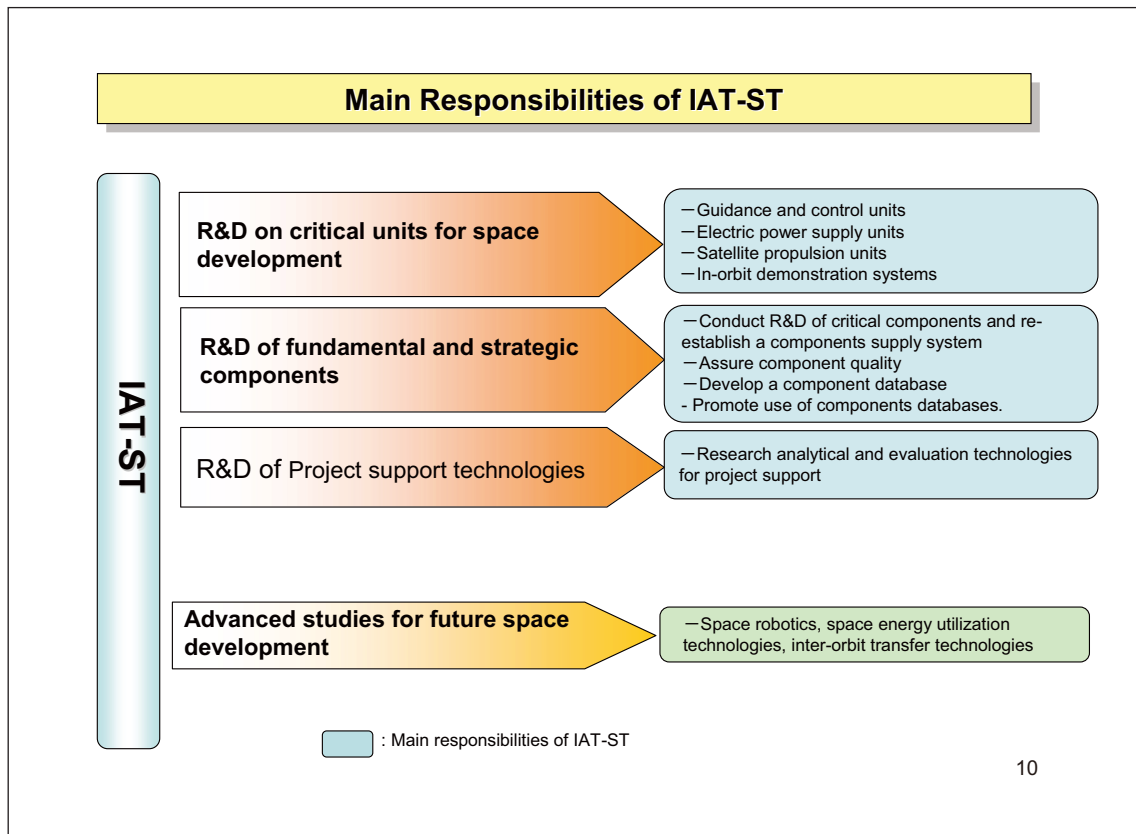 Main Responsibilities of IAT-ST
IAT-ST
R&D on critical units for space
development
－Guidance and control units
－Electric power supply units
－Satellite propulsion units
－In-orbit demonstration systems
R&D of fundamental and strategic
components
－Conduct R&D of critical components and re-
establish a components supply system
－Assure component quality
－Develop a component database
- Promote use of components databases.
R&D of Project support technologies
－Research analytical and evaluation technologies
for project support
Advanced studies for future space
development
－Space robotics, space energy utilization
technologies, inter-orbit transfer technologies
: Main responsibilities of IAT-ST
10